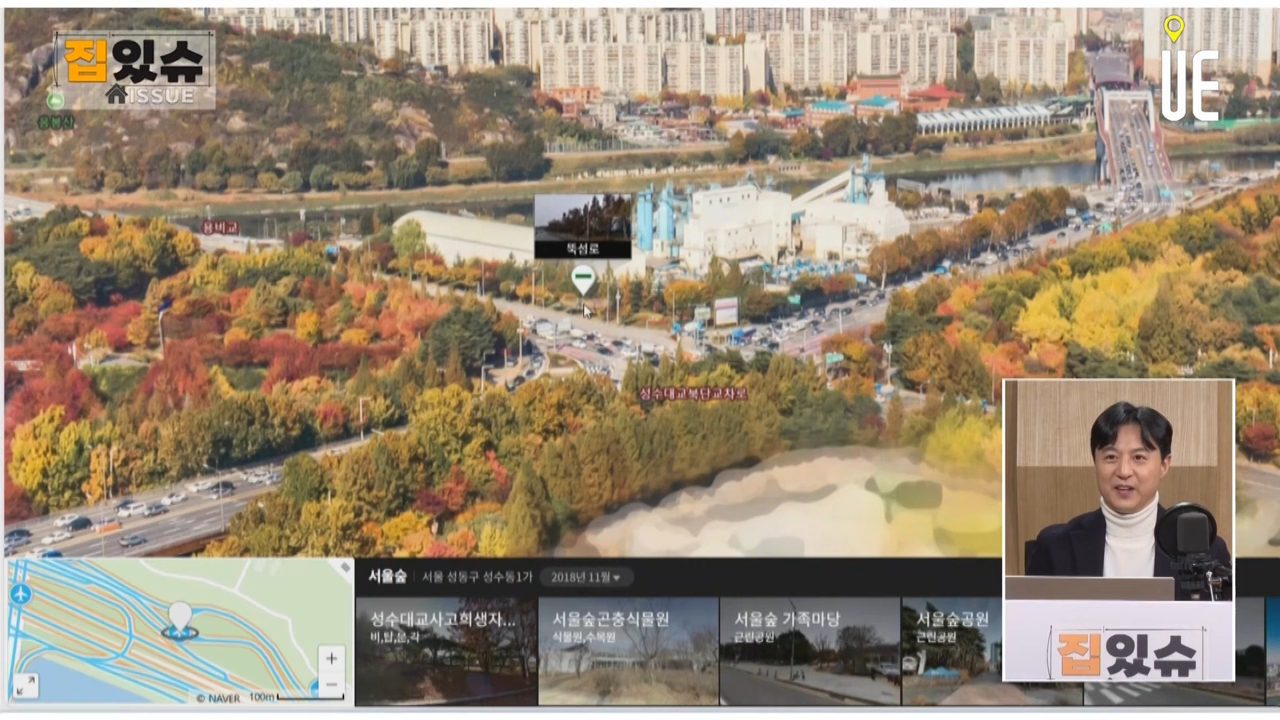 집있슈
ISSUE
UE
응봉산
용비교
뚝섬로
성수대교북단교차로
서울숲
서울 성동구 성수동1가
2018년 11월
성수대교사고희생자...
비,탑,문,각
서울숲곤충식물원
식물원,수목원
서울숲 가족마당
근린공원
서울숲공원
근린공원
© NAVER
100m
집있슈